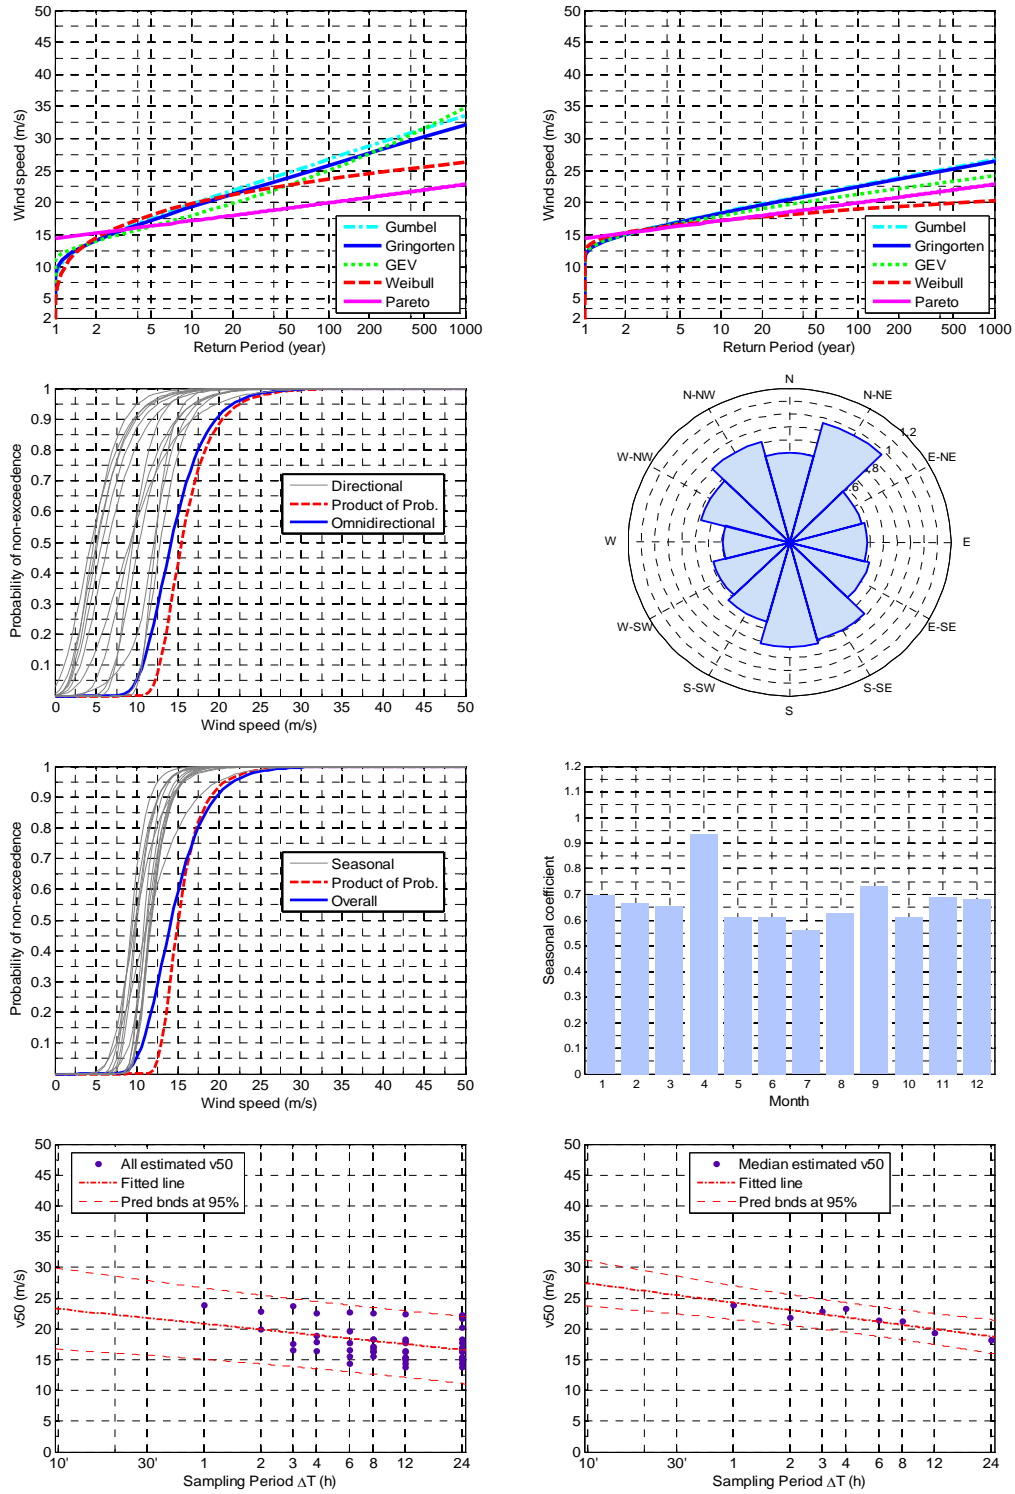 50
45
40
35
30
25
20
15
10
5
2
Wind speed (m/s)
Gumbel
Gringorten
GEV
Weibull
Pareto
1 2 5 10 20 50 100 200 500 1000
Return Period (year)
50
45
40
35
30
25
20
15
10
5
2
Wind speed (m/s)
Gumbel
Gringorten
GEV
Weibull
Pareto
1 2 5 10 20 50 100 200 500 1000
Return Period (year)
1
0.9
0.8
0.7
0.6
0.5
0.4
0.3
0.2
0.1
Probability of non-exceedence
Directional
Product of Prob.
Omnidirectional
0 5 10 15 20 25 30 35 40 45 50
Wind speed (m/s)
N
N-NW
N-NE
1.2
1
W-NW
E-NE
W
E
W-SW
E-SE
S-SW
S-SE
S
1
0.9
0.8
0.7
0.6
0.5
0.4
0.3
0.2
0.1
Probability of non-exceedence
Seasonal
Product of Prob.
Overall
0 5 10 15 20 25 30 35 40 45 50
Wind speed (m/s)
1.2
1.1
1
0.9
0.8
0.7
0.6
0.5
0.4
0.3
0.2
0.1
0
Seasonal coefficient
1 2 3 4 5 6 7 8 9 10 11 12
Month
50
45
40
35
30
25
20
15
10
5
0
v50 (m/s)
All estimated v50
Fitted line
Pred bnds at 95%
10' 30' 1 2 3 4 6 8 12 24
Sampling Period ΔT (h)
50
45
40
35
30
25
20
15
10
5
0
v50 (m/s)
Median estimated v50
Fitted line
Pred bnds at 95%
10' 30' 1 2 3 4 6 8 12 24
Sampling Period ΔT (h)